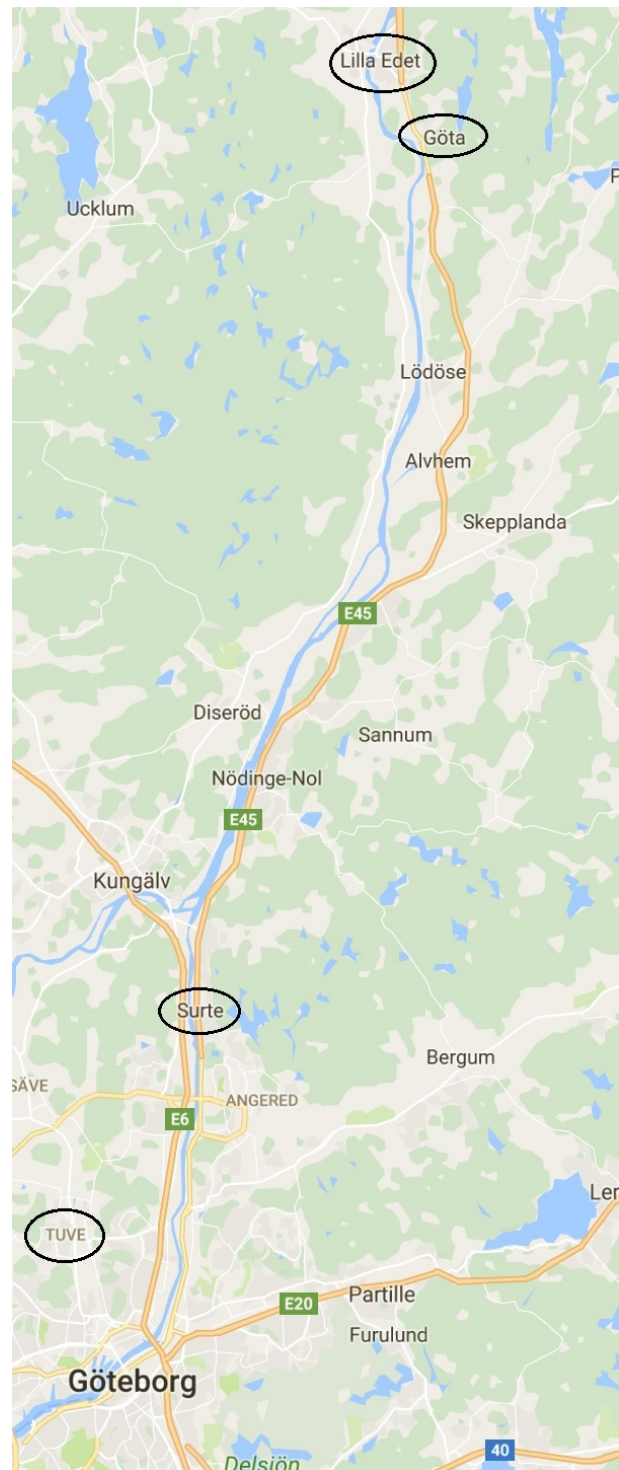 Lilla Edet
Göta
P
Ucklum
Lödöse
Alvhem
Skepplanda
E45
Diseröd
Sannum
Nödinge-Nol
E45
Kungälv
Surte
Bergum
SÄVE
ANGERED
E6
Ler
TUVE
Partille
E20
Furulund
Göteborg
40
Delsjön